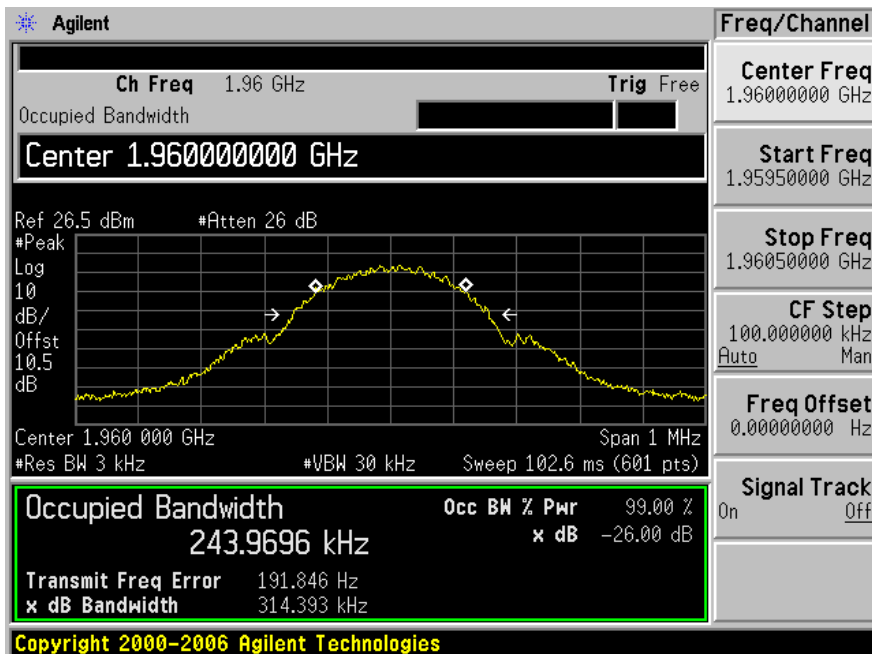 Agilent
Freq/Channel
Ch Freq 1.96 GHz Trig Free
Occupied Bandwidth
Center 1.960000000 GHz
Ref 26.5 dBm #Atten 26 dB
#Peak
Log
10
dB/
Offst
10.5
dB
Center 1.960 000 GHz Span 1 MHz
#Res BW 3 kHz #VBW 30 kHz Sweep 102.6 ms (601 pts)
Occupied Bandwidth Occ BW % Pwr 99.00 %
243.9696 kHz x dB -26.00 dB
Transmit Freq Error 191.846 Hz
x dB Bandwidth 314.393 kHz
Copyright 2000-2006 Agilent Technologies
Center Freq
1.96000000 GHz
Start Freq
1.95950000 GHz
Stop Freq
1.96050000 GHz
CF Step
100.000000 kHz
Auto Man
Freq Offset
0.00000000 Hz
Signal Track
On Off